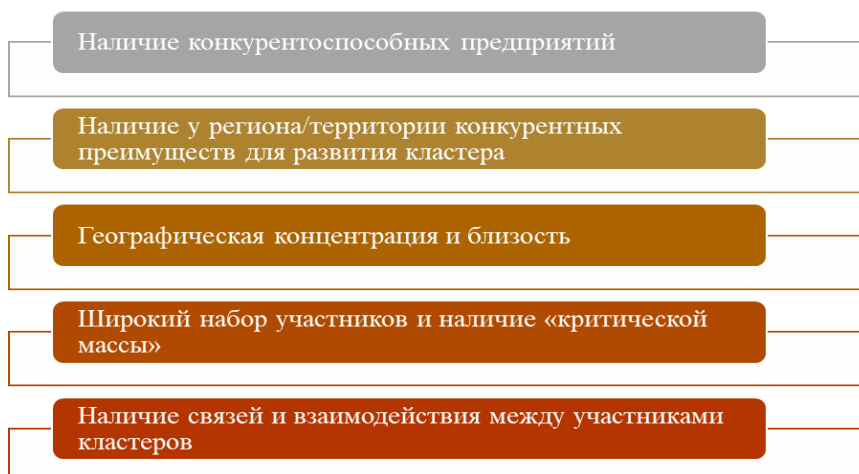 Наличие конкурентоспособных предприятий
Наличие у региона/территории конкурентных
преимуществ для развития кластера
Географическая концентрация и близость
Широкий набор участников и наличие «критической
массы»
Наличие связей и взаимодействия между участниками
кластеров